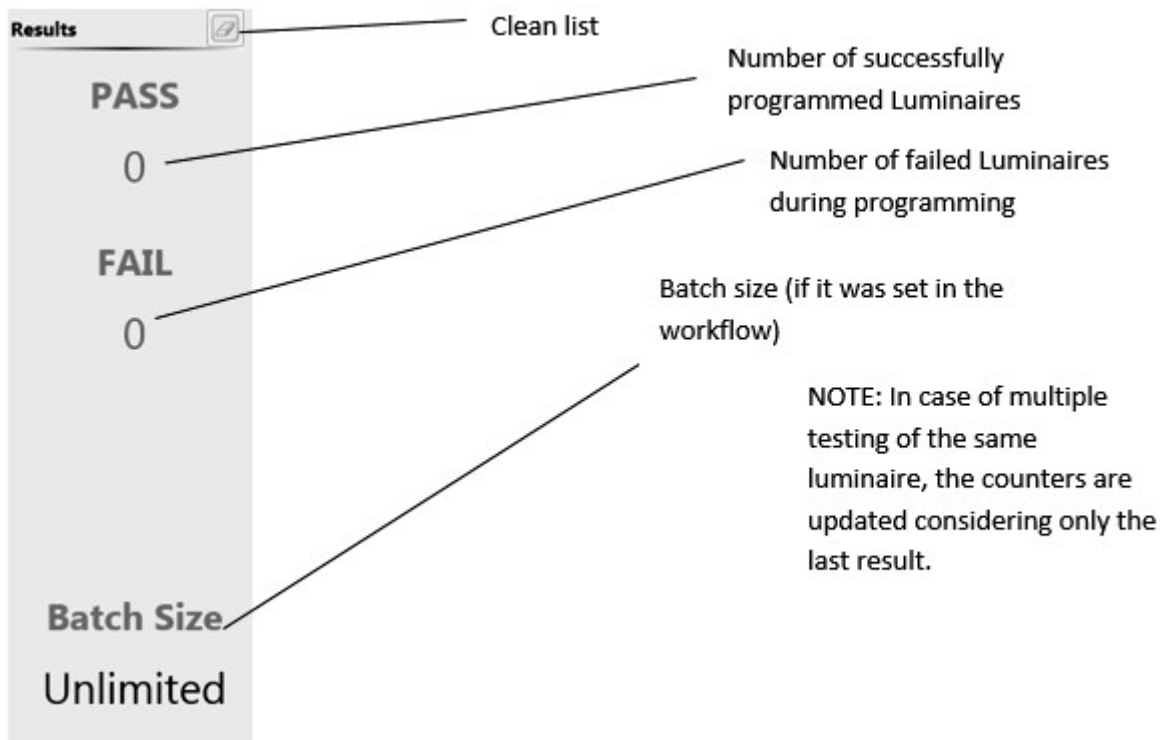 Results
Clean list
PASS
0
Number of successfully
programmed Luminaires
FAIL
0
Number of failed Luminaires
during programming
Batch size (if it was set in the
workflow)
NOTE: In case of multiple
testing of the same
luminaire, the counters are
updated considering only the
last result.
Batch Size
Unlimited